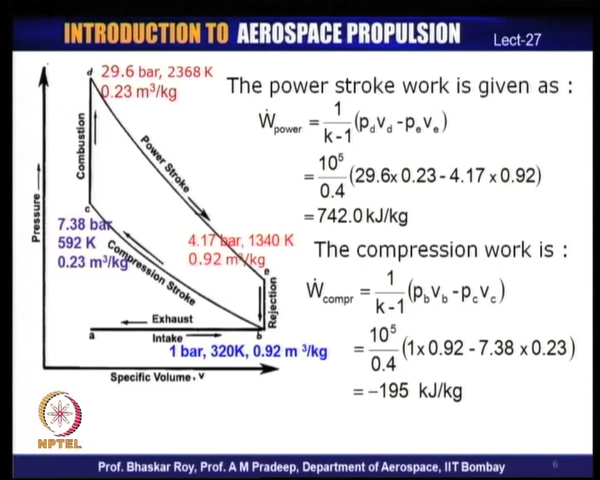 INTRODUCTION TO AEROSPACE PROPULSION
Lect-27
d 29.6 bar, 2368 K
0.23 m³/kg
Combustion
Power Stroke
Pressure
c
7.38 bar
592 K
0.23 m³/kg
Compression Stroke
4.17 bar, 1340 K
0.92 m³/kg
e
Rejection
Exhaust
Intake
a
b
1 bar, 320K, 0.92 m ³/kg
Specific Volume, v
The power stroke work is given as :
Ẇpower = 1/(k-1) (pdvd - peve)
= 10⁵/0.4 (29.6x 0.23 - 4.17 x 0.92)
= 742.0 kJ/kg
The compression work is :
Ẇcompr = 1/(k-1) (pbvb - pcvc)
= 10⁵/0.4 (1x 0.92 - 7.38 x 0.23)
= -195 kJ/kg
NPTEL
Prof. Bhaskar Roy, Prof. A M Pradeep, Department of Aerospace, IIT Bombay
6